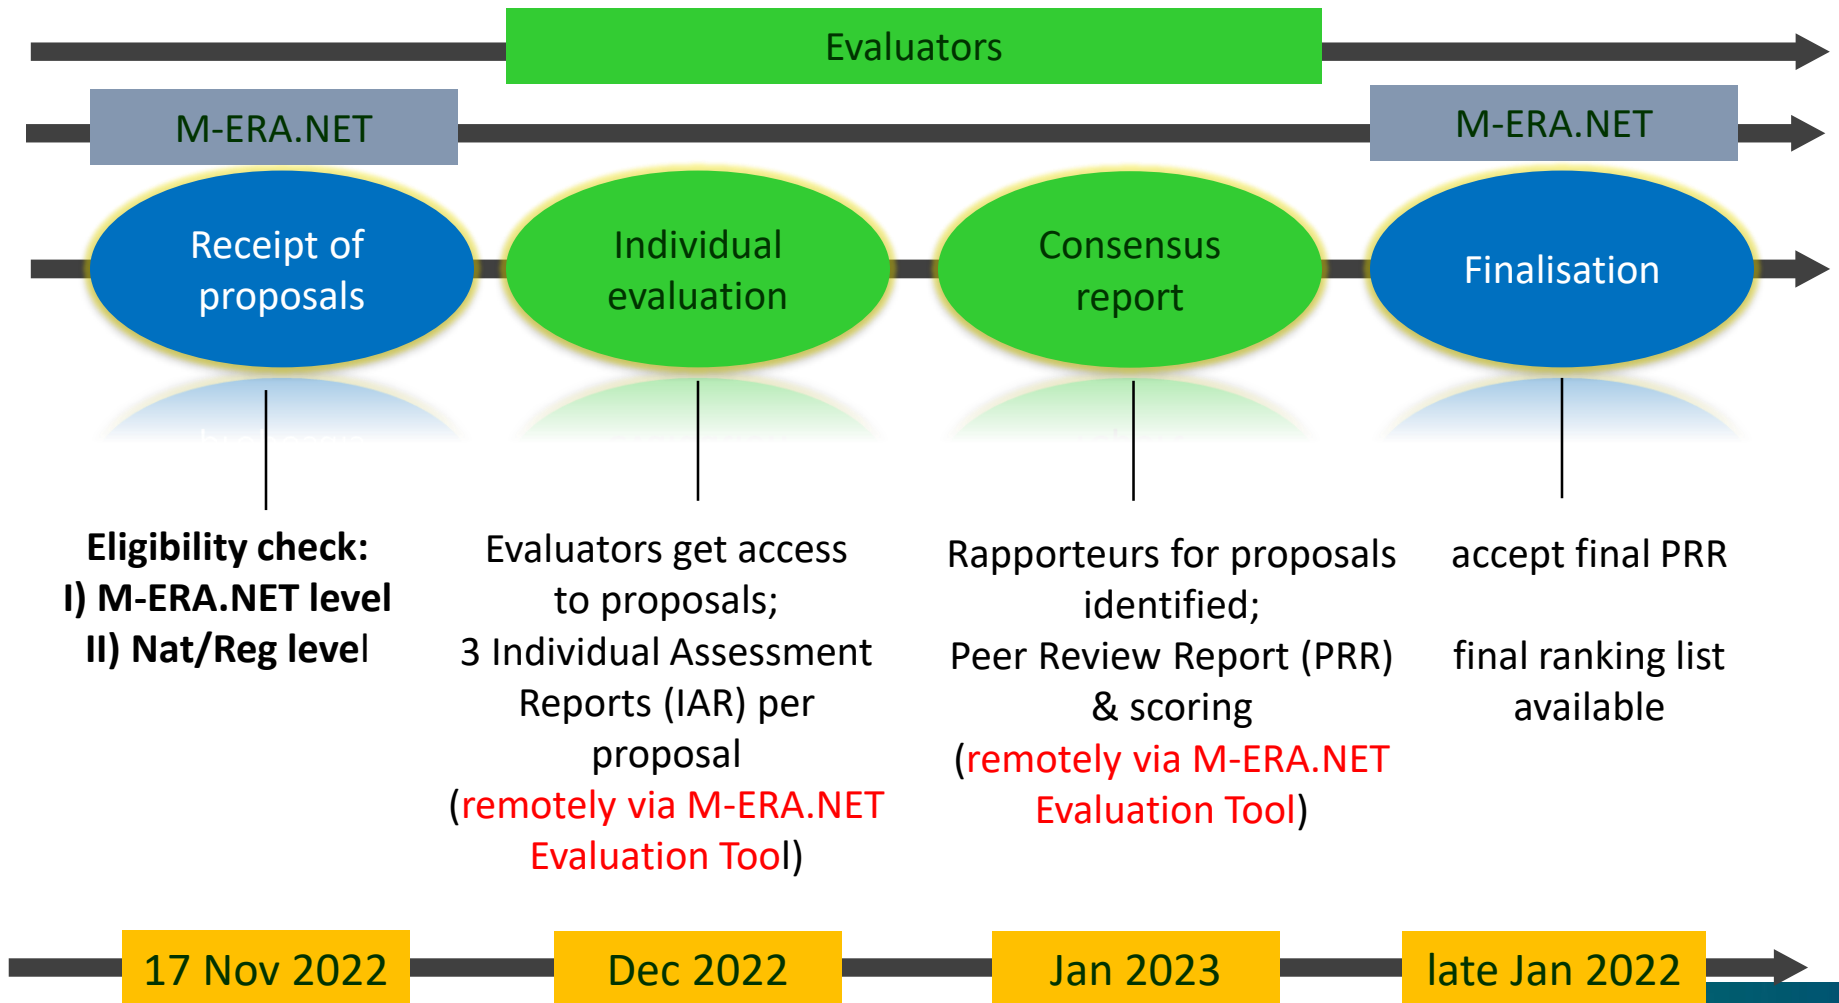 Evaluators
M-ERA.NET
M-ERA.NET
Receipt of
proposals
Individual
evaluation
Consensus
report
Finalisation
Eligibility check:
I) M-ERA.NET level
II) Nat/Reg level
Evaluators get access
to proposals;
3 Individual Assessment
Reports (IAR) per
proposal
(remotely via M-ERA.NET
Evaluation Tool)
Rapporteurs for proposals
identified;
Peer Review Report (PRR)
& scoring
(remotely via M-ERA.NET
Evaluation Tool)
accept final PRR
final ranking list
available
17 Nov 2022
Dec 2022
Jan 2023
late Jan 2022